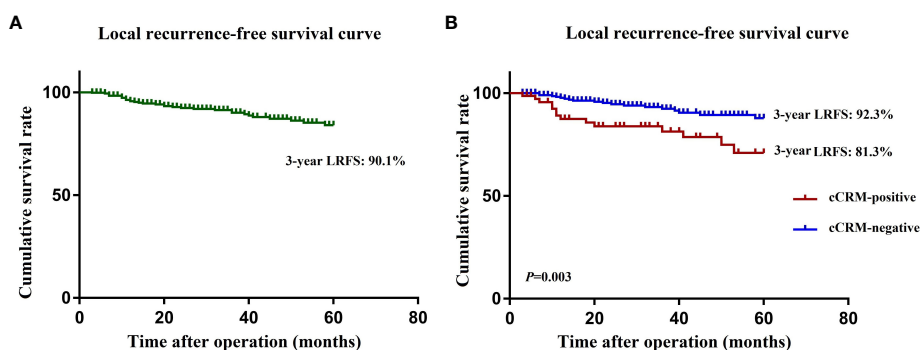 A
Local recurrence-free survival curve
Cumulative survival rate
100
50
0
3-year LRFS: 90.1%
0 20 40 60 80
Time after operation (months)
B
Local recurrence-free survival curve
Cumulative survival rate
100
50
0
3-year LRFS: 92.3%
3-year LRFS: 81.3%
cCRM-positive
cCRM-negative
P=0.003
0 20 40 60 80
Time after operation (months)